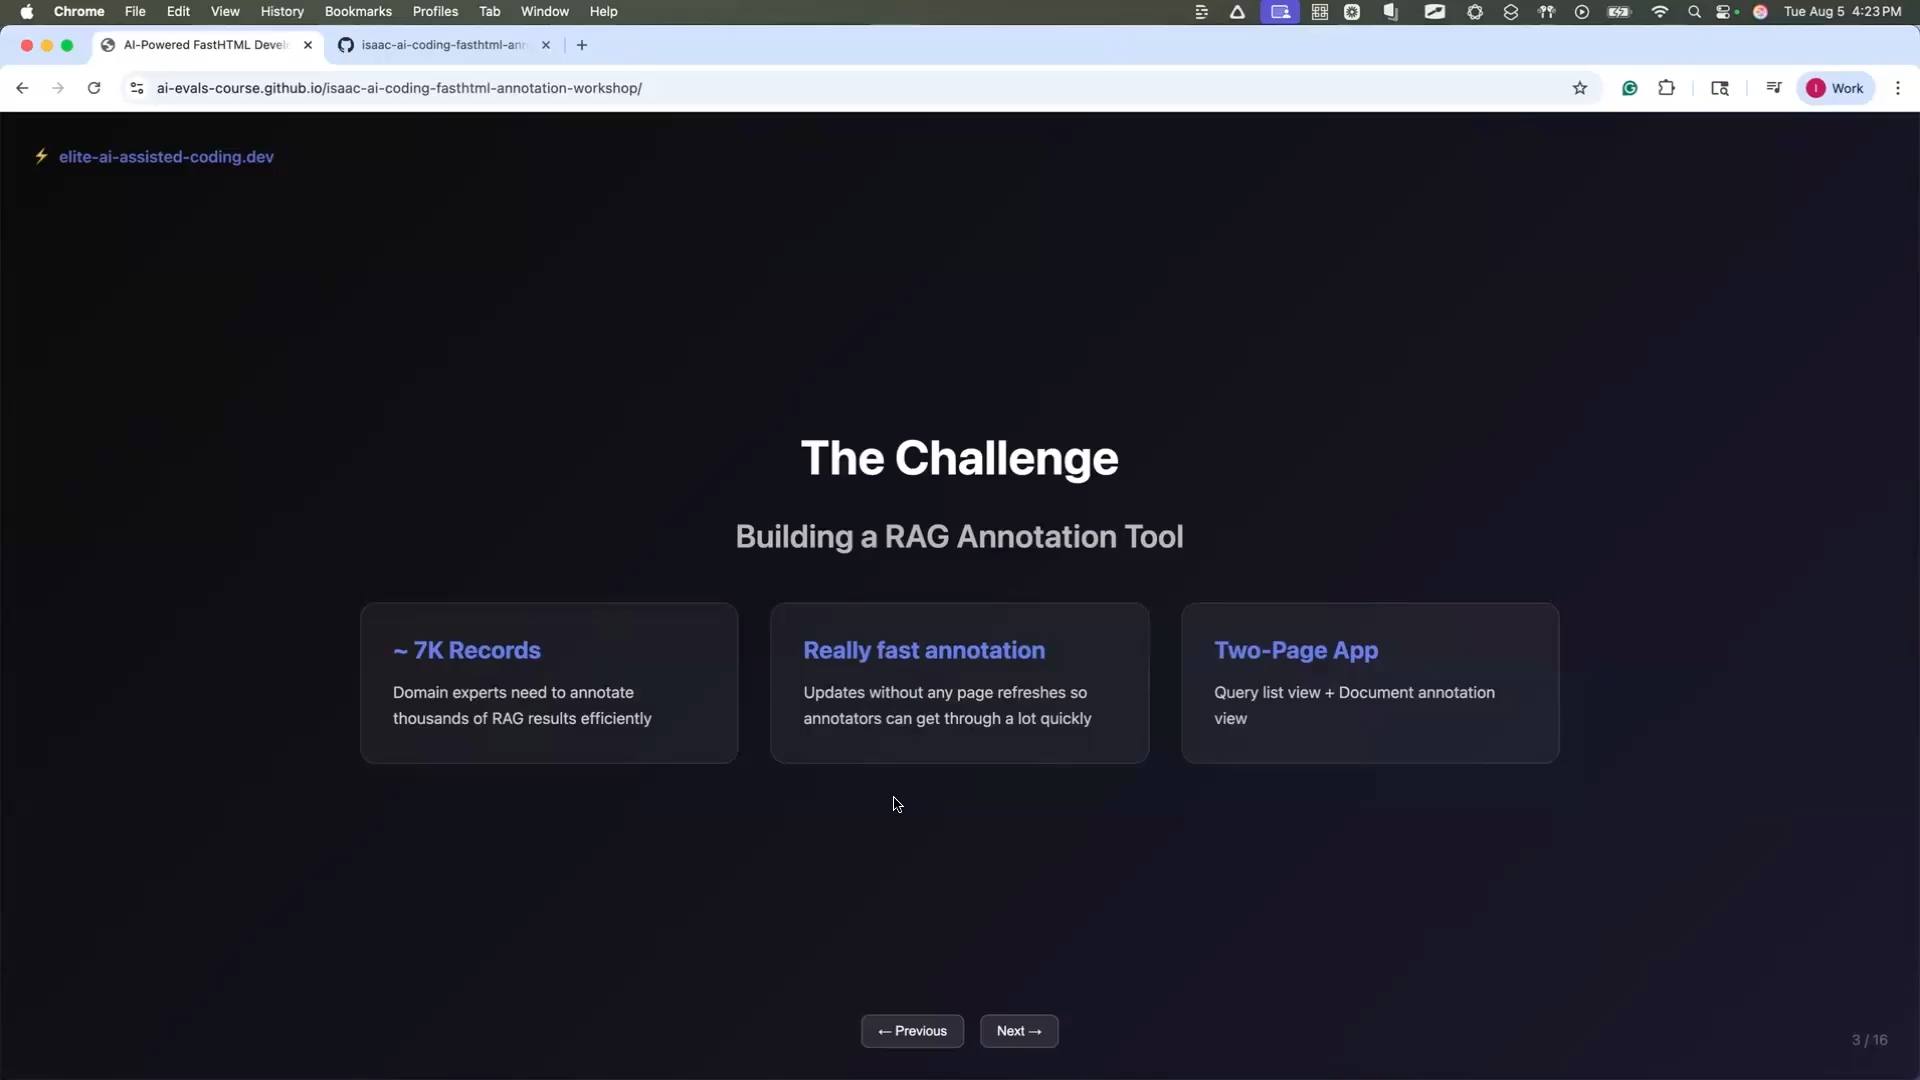 Chrome File Edit View History Bookmarks Profiles Tab Window Help Tue Aug 5 4:23 PM
AI-Powered FastHTML Devel isaac-ai-coding-fasthtml-ann
ai-evals-course.github.io/isaac-ai-coding-fasthtml-annotation-workshop/ Work
⚡ elite-ai-assisted-coding.dev
The Challenge
Building a RAG Annotation Tool
~ 7K Records
Domain experts need to annotate
thousands of RAG results efficiently
Really fast annotation
Updates without any page refreshes so
annotators can get through a lot quickly
Two-Page App
Query list view + Document annotation
view
← Previous Next →
3 / 16